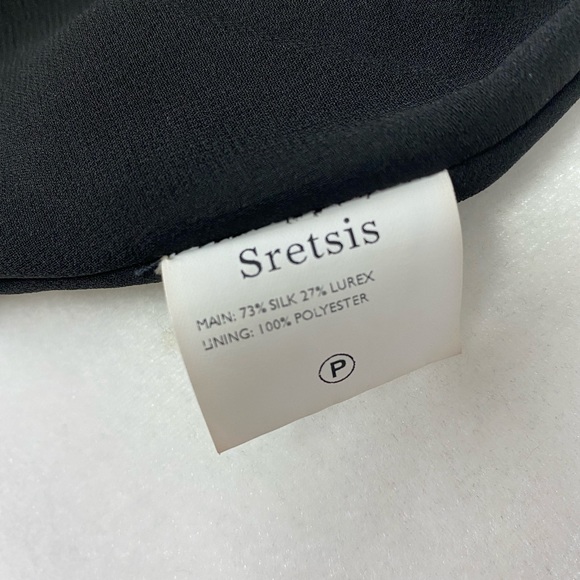 Sretsis
MAIN: 73% SILK 27% LUREX
LINING: 100% POLYESTER
P